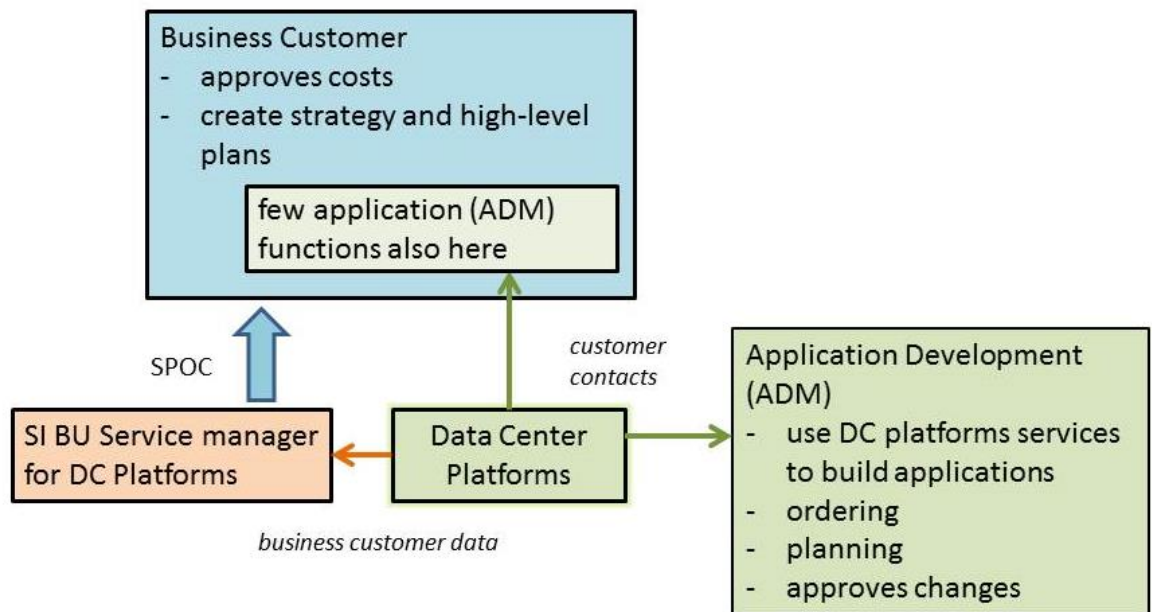 Business Customer
- approves costs
- create strategy and high-level
plans
few application (ADM)
functions also here
SPOC
customer
contacts
SI BU Service manager
for DC Platforms
Data Center
Platforms
business customer data
Application Development
(ADM)
- use DC platforms services
to build applications
- ordering
- planning
- approves changes